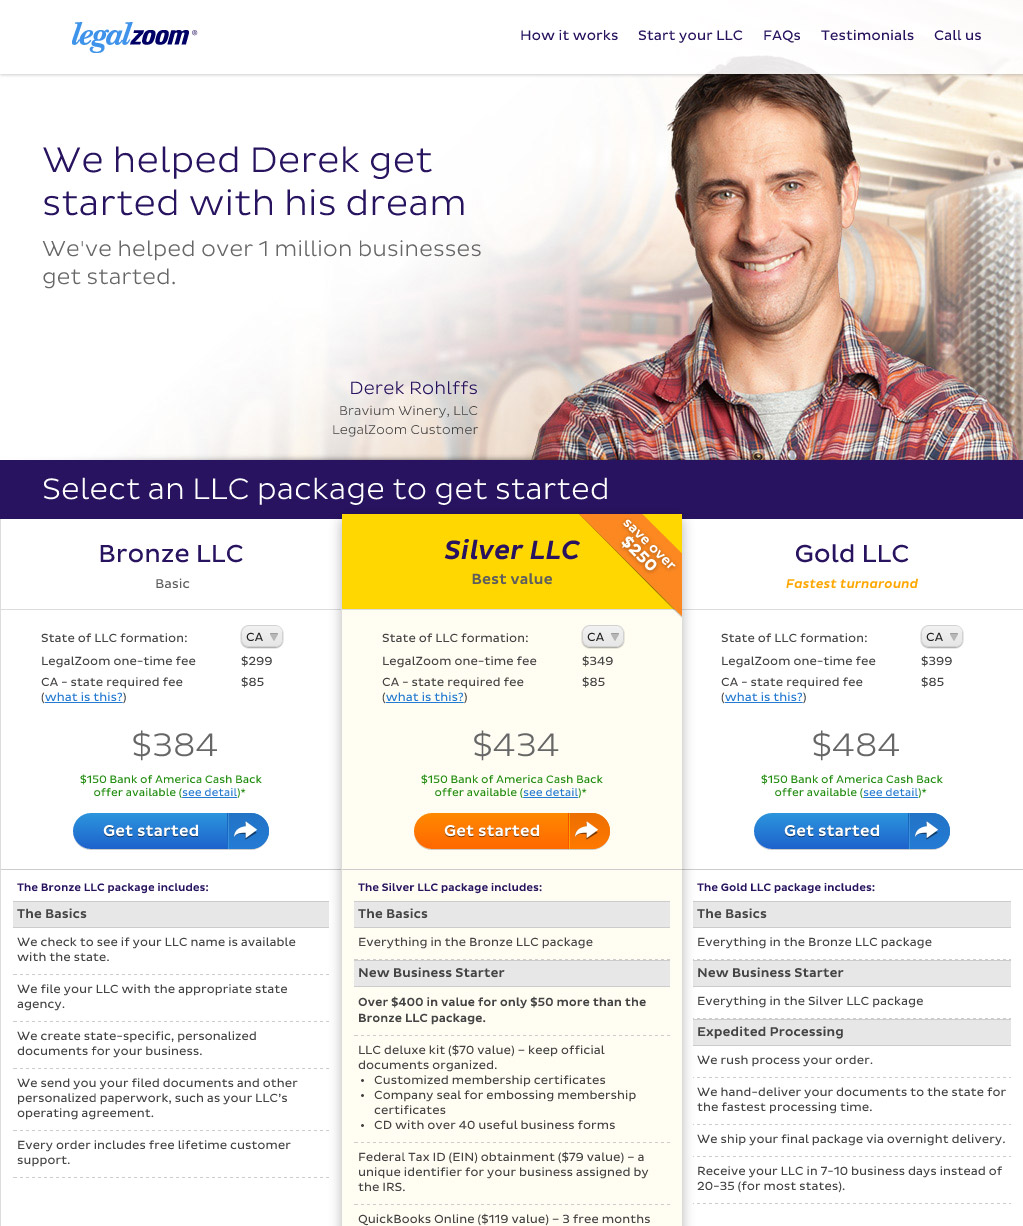 legalzoom®
How it works Start your LLC FAQs Testimonials Call us
We helped Derek get
started with his dream
We've helped over 1 million businesses
get started.
Derek Rohlffs
Bravium Winery, LLC
LegalZoom Customer
Select an LLC package to get started
Bronze LLC
Basic
State of LLC formation: CA
LegalZoom one-time fee $299
CA - state required fee $85
(what is this?)
$384
$150 Bank of America Cash Back
offer available (see detail)*
Get started
The Bronze LLC package includes:
The Basics
We check to see if your LLC name is available
with the state.
We file your LLC with the appropriate state
agency.
We create state-specific, personalized
documents for your business.
We send you your filed documents and other
personalized paperwork, such as your LLC's
operating agreement.
Every order includes free lifetime customer
support.
Silver LLC
Best value
save over
$250
State of LLC formation: CA
LegalZoom one-time fee $349
CA - state required fee $85
(what is this?)
$434
$150 Bank of America Cash Back
offer available (see detail)*
Get started
The Silver LLC package includes:
The Basics
Everything in the Bronze LLC package
New Business Starter
Over $400 in value for only $50 more than the
Bronze LLC package.
LLC deluxe kit ($70 value) – keep official
documents organized.
• Customized membership certificates
• Company seal for embossing membership
certificates
• CD with over 40 useful business forms
Federal Tax ID (EIN) obtainment ($79 value) – a
unique identifier for your business assigned by
the IRS.
QuickBooks Online ($119 value) – 3 free months
Gold LLC
Fastest turnaround
State of LLC formation: CA
LegalZoom one-time fee $399
CA - state required fee $85
(what is this?)
$484
$150 Bank of America Cash Back
offer available (see detail)*
Get started
The Gold LLC package includes:
The Basics
Everything in the Bronze LLC package
New Business Starter
Everything in the Silver LLC package
Expedited Processing
We rush process your order.
We hand-deliver your documents to the state for
the fastest processing time.
We ship your final package via overnight delivery.
Receive your LLC in 7-10 business days instead of
20-35 (for most states).